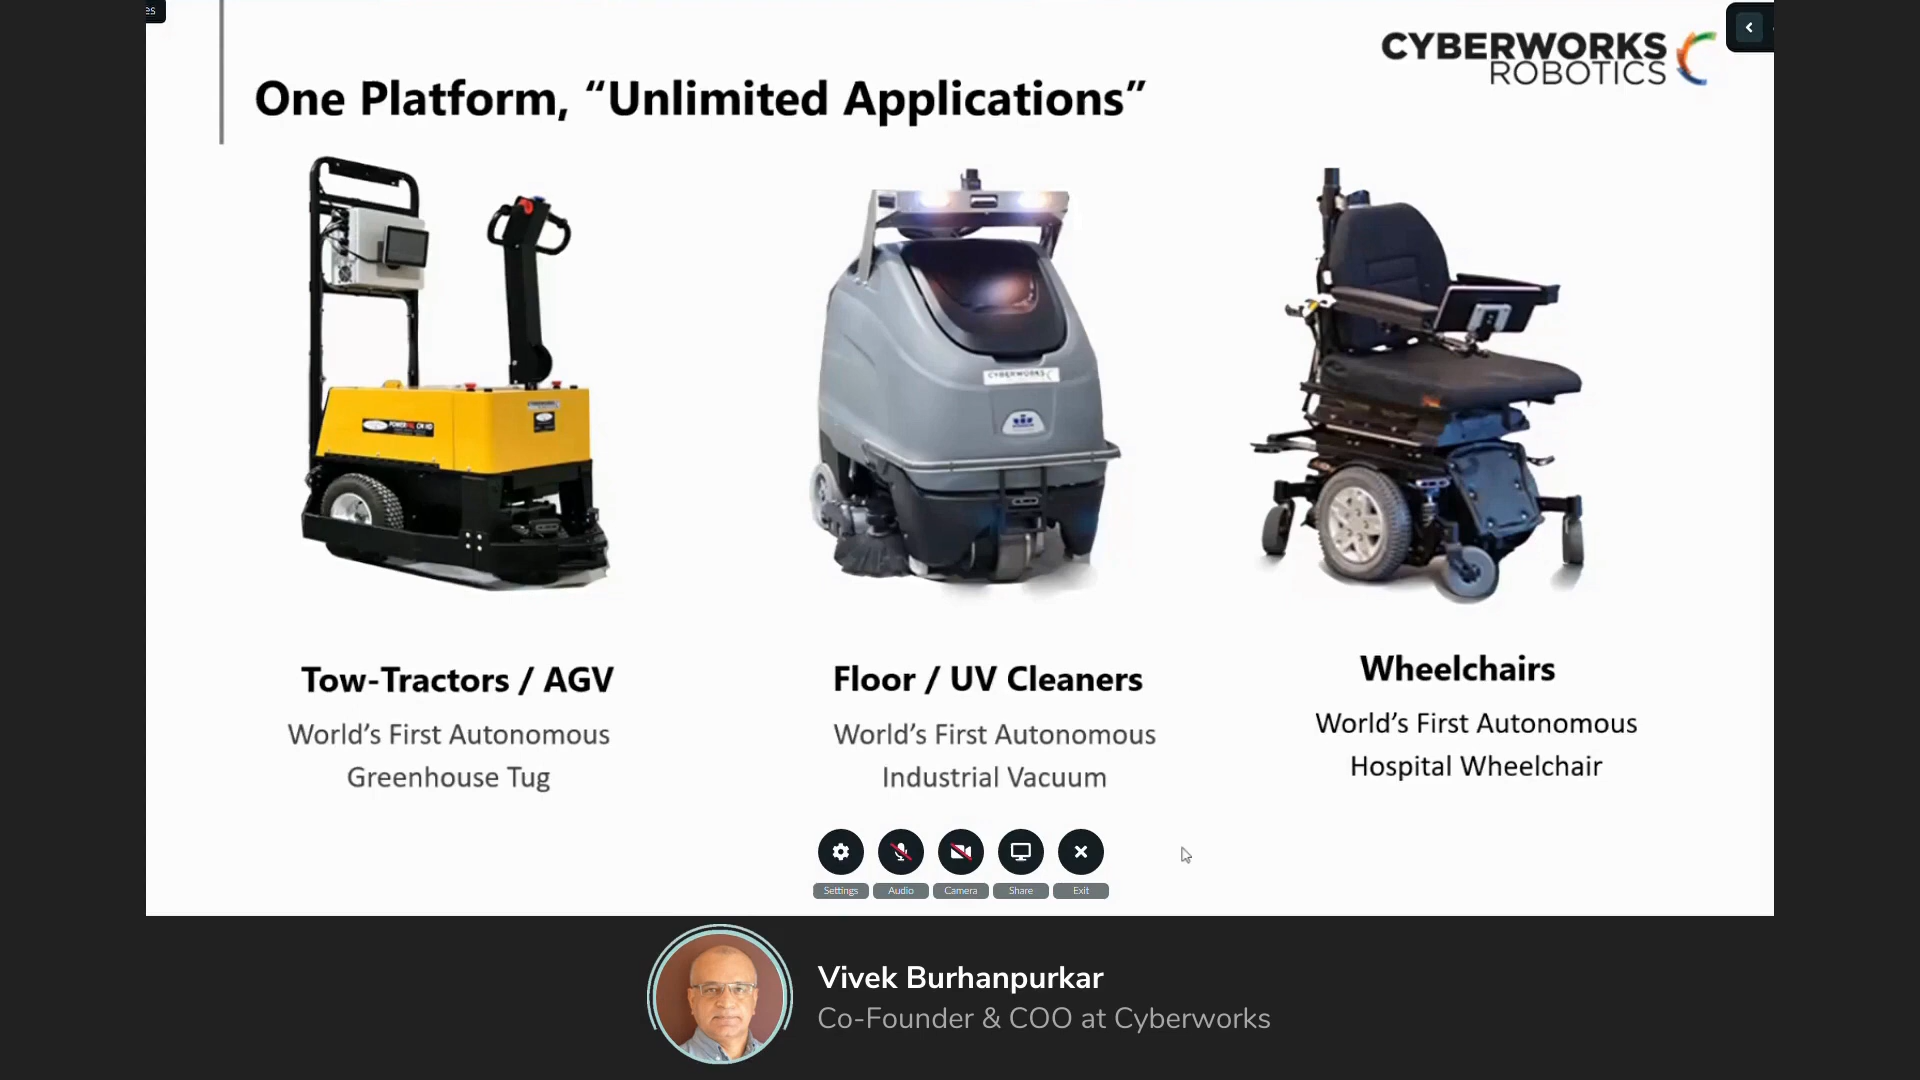 es
CYBERWORKS
ROBOTICS
One Platform, “Unlimited Applications”
CYBERWORKS
Tow-Tractors / AGV
World’s First Autonomous
Greenhouse Tug
Floor / UV Cleaners
World’s First Autonomous
Industrial Vacuum
Wheelchairs
World’s First Autonomous
Hospital Wheelchair
Settings
Audio
Camera
Share
Exit
Vivek Burhanpurkar
Co-Founder & COO at Cyberworks